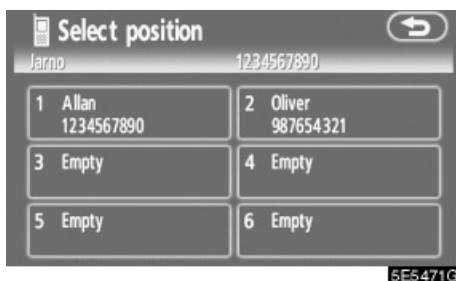 Select position
Jarno 1234567890
1 Allan 2 Oliver
1234567890 987654321
3 Empty 4 Empty
5 Empty 6 Empty
5E5471G